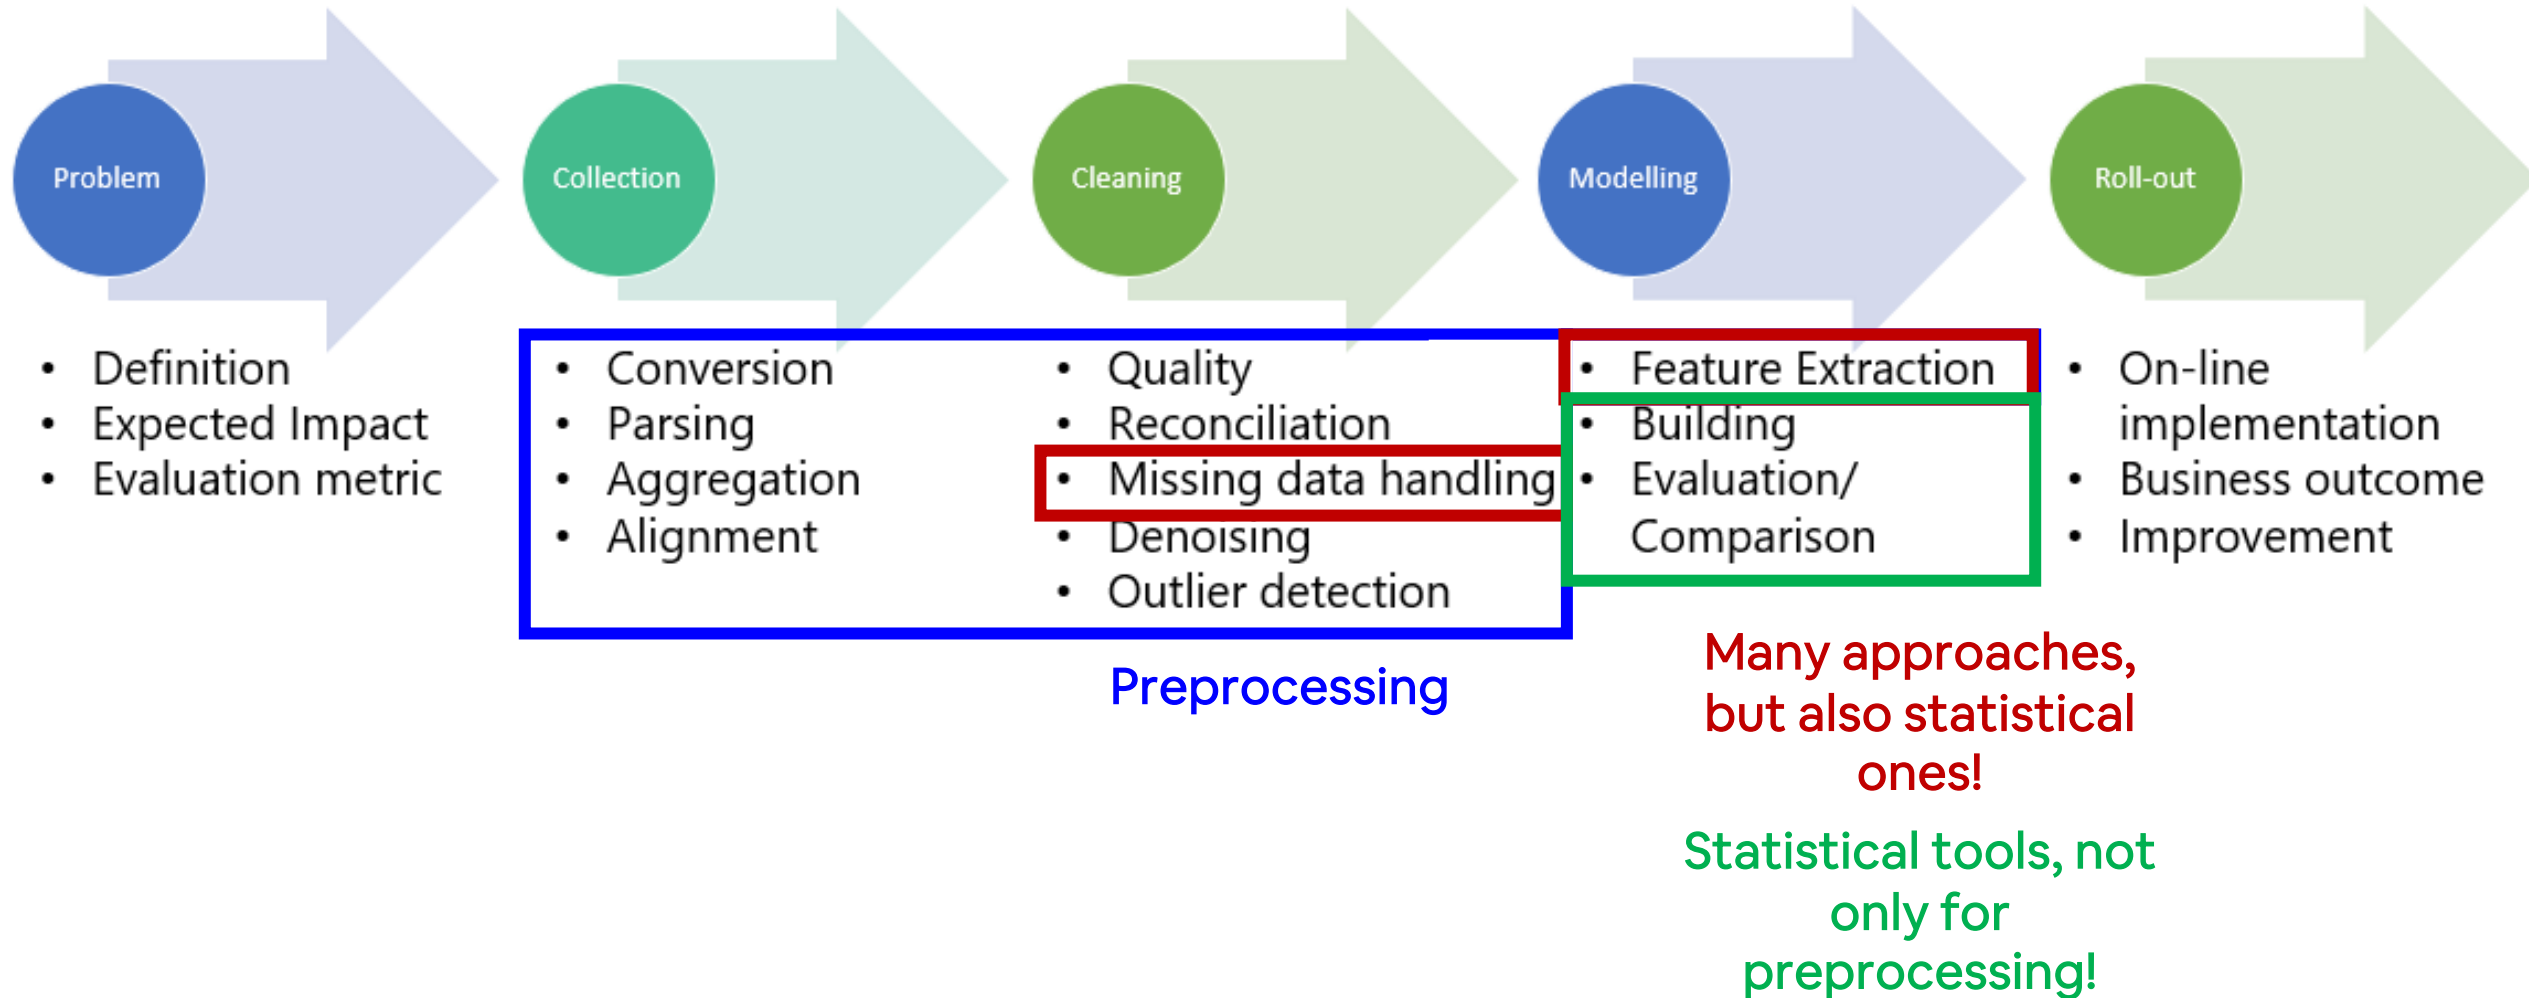 Problem
Collection
Cleaning
Modelling
Roll-out
• Definition
• Expected Impact
• Evaluation metric
• Conversion
• Parsing
• Aggregation
• Alignment
• Quality
• Reconciliation
• Missing data handling
• Denoising
• Outlier detection
• Feature Extraction
• Building
• Evaluation/
Comparison
• On-line
implementation
• Business outcome
• Improvement
Preprocessing
Many approaches,
but also statistical
ones!
Statistical tools, not
only for
preprocessing!